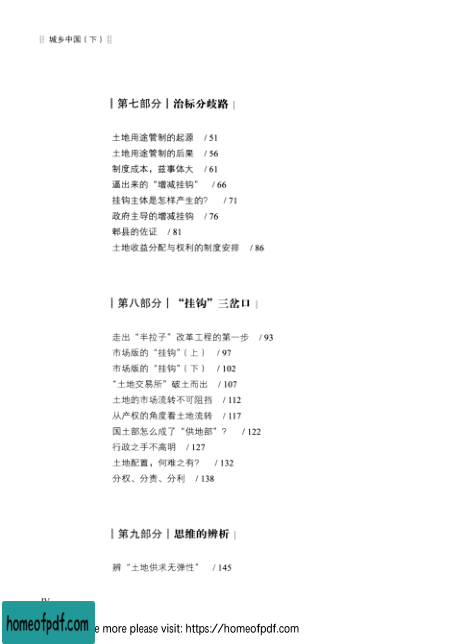 城乡中国（下）
第七部分 治标分歧路
土地用途管制的起源 / 51
土地用途管制的后果 / 56
制度成本，兹事体大 / 61
逼出来的“增减挂钩” / 66
挂钩主体是怎样产生的？ / 71
政府主导的增减挂钩 / 76
郫县的佐证 / 81
土地收益分配与权利的制度安排 / 86
第八部分 “挂钩”三岔口
走出“半拉子”改革工程的第一步 / 93
市场版的“挂钩”（上） / 97
市场版的“挂钩”（下） / 102
“土地交易所”破土而出 / 107
土地的市场流转不可阻挡 / 112
从产权的角度看土地流转 / 117
国土部怎么成了“供地部”？ / 122
行政之手不高明 / 127
土地配置，何难之有？ / 132
分权、分责、分利 / 138
第九部分 思维的辨析
辨“土地供求无弹性” / 145
homeofpdf.com
e more please visit: https://homeofpdf.com